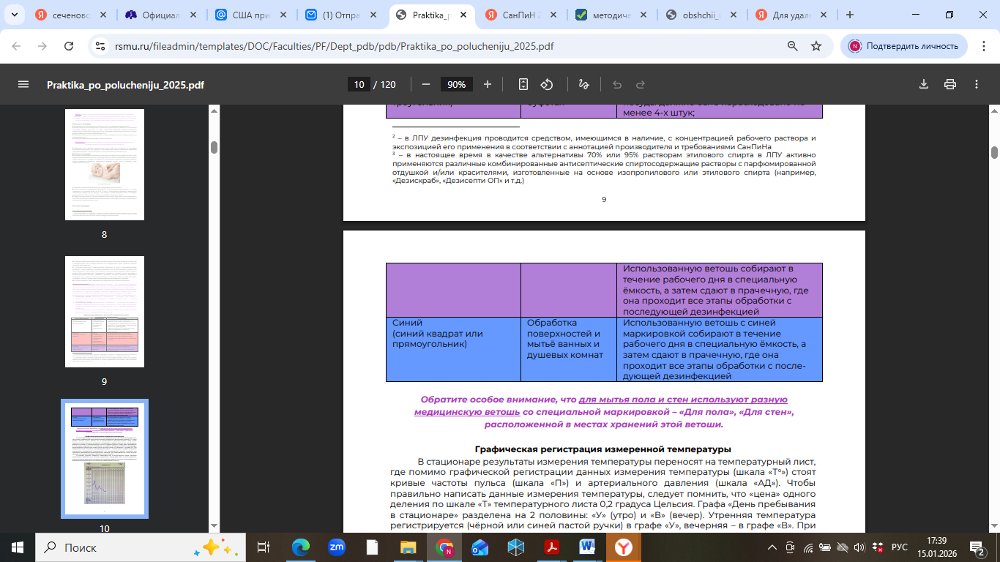 сеченовс
Официал
США при
(1) Отпра
Praktika_p
СанПиН 2
методиче
obshchii_u
Для удале
rsmu.ru/fileadmin/templates/DOC/Faculties/PF/Dept_pdb/pdb/Praktika_po_polucheniju_2025.pdf
Подтвердить личность
Praktika_po_polucheniju_2025.pdf
10 / 120
90%
8
9
10
менее 4-х штук;
2 – в ЛПУ дезинфекция проводится средством, имеющимся в наличие, с концентрацией рабочего раствора и
экспозицией его применения в соответствии с аннотацией производителя и требованиями СанПиНа
3 – в настоящее время в качестве альтернативы 70% или 95% растворам этилового спирта в ЛПУ активно
применяются различные комбинированные антисептические спиртосодержащие растворы с парфюмированной
отдушкой и/или красителями, изготовленные на основе изопропилового или этилового спирта (например,
«Дезискраб», «Дезисепти ОП» и т.д.)
9
Использованную ветошь собирают в
течение рабочего дня в специальную
ёмкость, а затем сдают в прачечную, где
она проходит все этапы обработки с
последующей дезинфекцией
Синий
(синий квадрат или
прямоугольник)
Обработка
поверхностей и
мытьё ванных и
душевых комнат
Использованную ветошь с синей
маркировкой собирают в течение
рабочего дня в специальную ёмкость, а
затем сдают в прачечную, где она
проходит все этапы обработки с после-
дующей дезинфекцией
Обратите особое внимание, что для мытья пола и стен используют разную
медицинскую ветошь со специальной маркировкой – «Для пола», «Для стен»,
расположенной в местах хранений этой ветоши.
Графическая регистрация измеренной температуры
В стационаре результаты измерения температуры переносят на температурный лист,
где помимо графической регистрации данных измерения температуры (шкала «Т°») стоят
кривые частоты пульса (шкала «П») и артериального давления (шкала «АД»). Чтобы
правильно написать данные измерения температуры, следует помнить, что «цена» одного
деления по шкале «Т» температурного листа 0,2 градуса Цельсия. Графа «День пребывания
в стационаре» разделена на 2 половины: «У» (утро) и «В» (вечер). Утренняя температура
регистрируется (чёрной или синей пастой ручки) в графе «У», вечерняя – в графе «В». При
Поиск
zm
РУС
17:39
15.01.2026
2